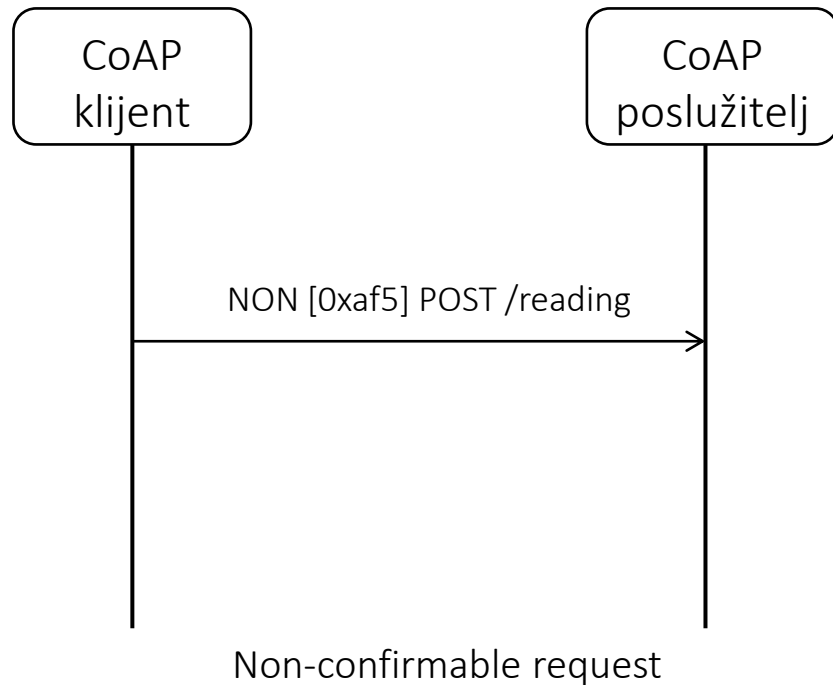 CoAP
klijent
CoAP
poslužitelj
NON [0xaf5] POST /reading
Non-confirmable request